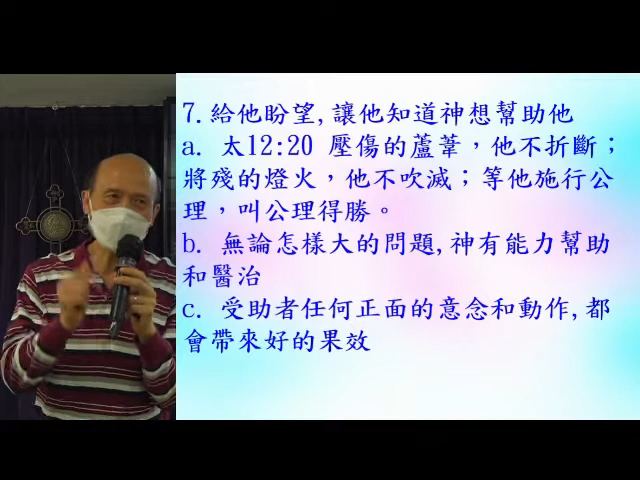 7.給他盼望,讓他知道神想幫助他
a. 太12:20 壓傷的蘆葦，他不折斷；
將殘的燈火，他不吹滅；等他施行公
理，叫公理得勝。
b. 無論怎樣大的問題,神有能力幫助
和醫治
c. 受助者任何正面的意念和動作,都
會帶來好的果效